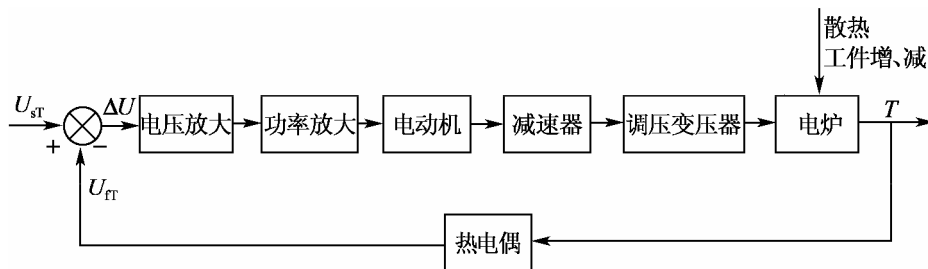 散热
工件增、减
U_sT
ΔU
+
−
电压放大
功率放大
电动机
减速器
调压变压器
电炉
T
U_fT
热电偶